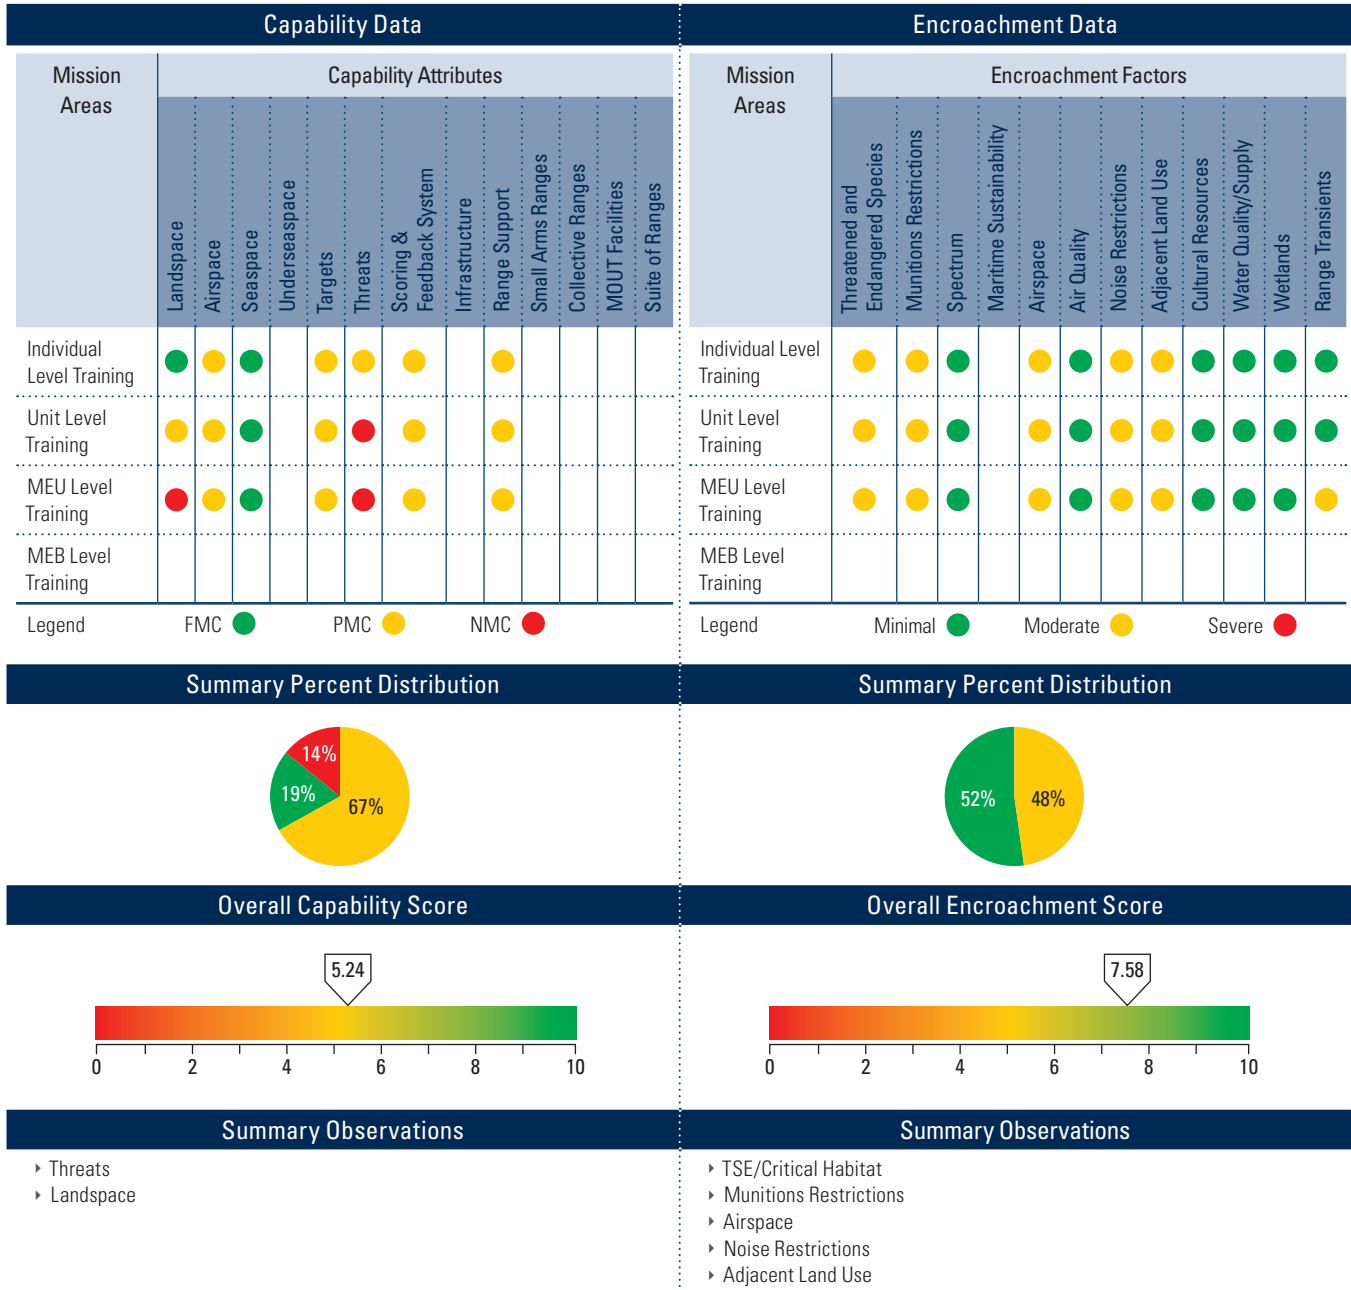 Capability Data
Mission
Areas
Capability Attributes
Landspace
Airspace
Seaspace
Underseaspace
Targets
Threats
Scoring &
Feedback System
Infrastructure
Range Support
Small Arms Ranges
Collective Ranges
MOUT Facilities
Suite of Ranges
Individual
Level Training
Unit Level
Training
MEU Level
Training
MEB Level
Training
Legend
FMC
PMC
NMC
Summary Percent Distribution
14%
19%
67%
Overall Capability Score
5.24
0 2 4 6 8 10
Summary Observations
Threats
Landspace
Encroachment Data
Mission
Areas
Encroachment Factors
Threatened and
Endangered Species
Munitions Restrictions
Spectrum
Maritime Sustainability
Airspace
Air Quality
Noise Restrictions
Adjacent Land Use
Cultural Resources
Water Quality/Supply
Wetlands
Range Transients
Individual Level
Training
Unit Level
Training
MEU Level
Training
MEB Level
Training
Legend
Minimal
Moderate
Severe
Summary Percent Distribution
52%
48%
Overall Encroachment Score
7.58
0 2 4 6 8 10
Summary Observations
TSE/Critical Habitat
Munitions Restrictions
Airspace
Noise Restrictions
Adjacent Land Use